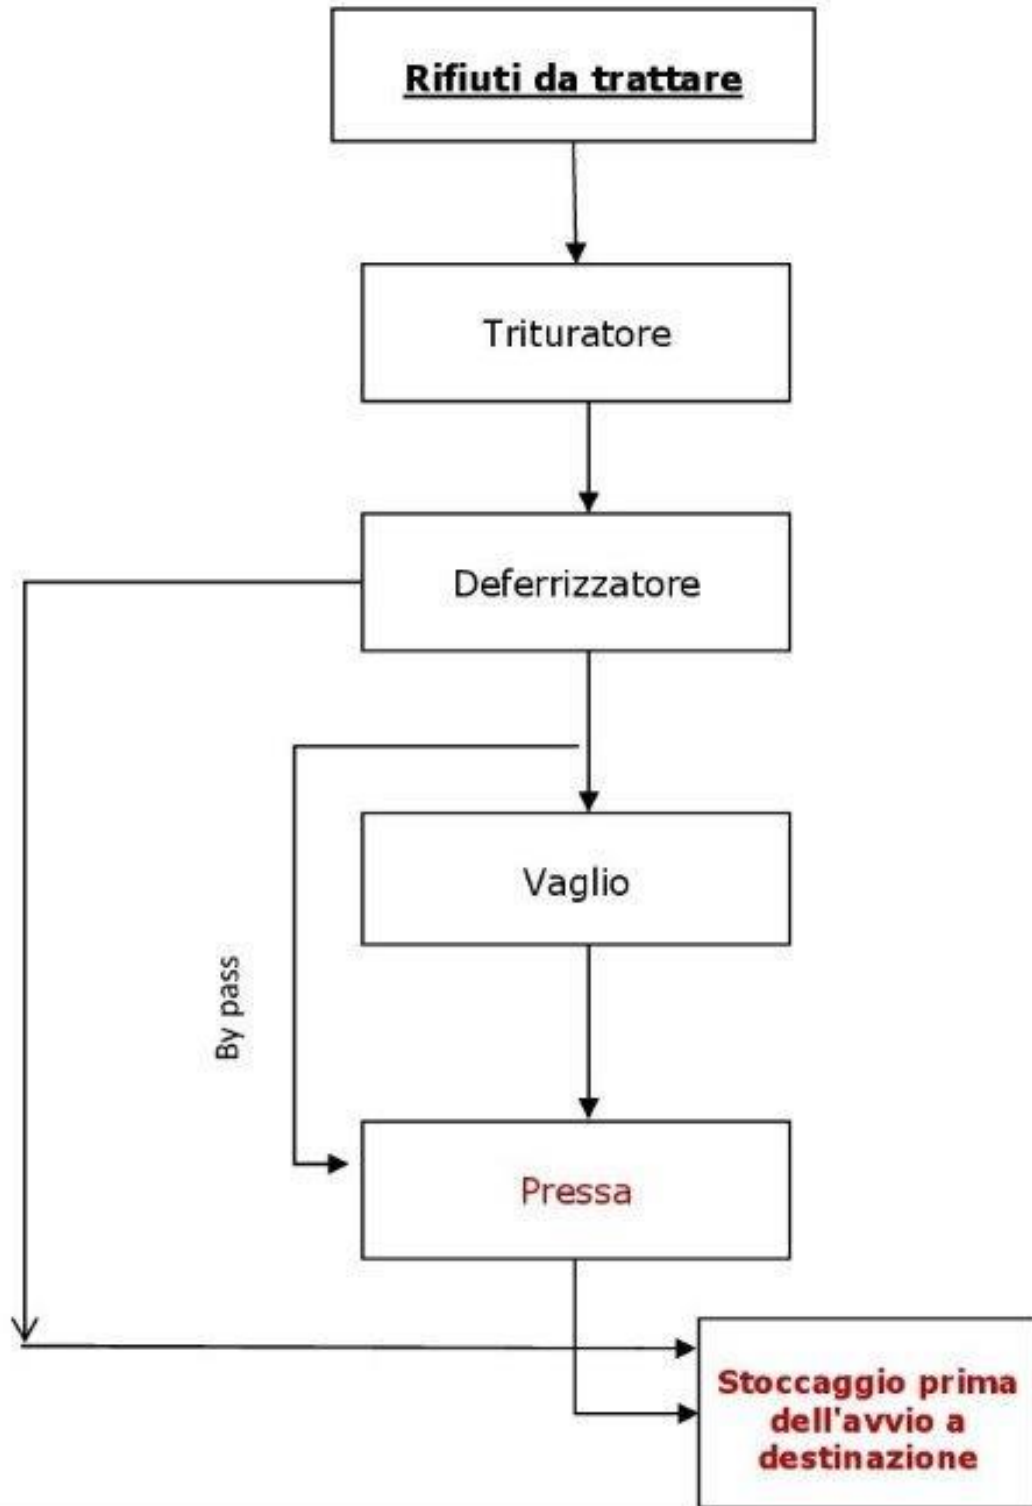 Rifiuti da trattare
Trituratore
Deferrizzatore
Vaglio
By pass
Pressa
Stoccaggio prima
dell'avvio a
destinazione